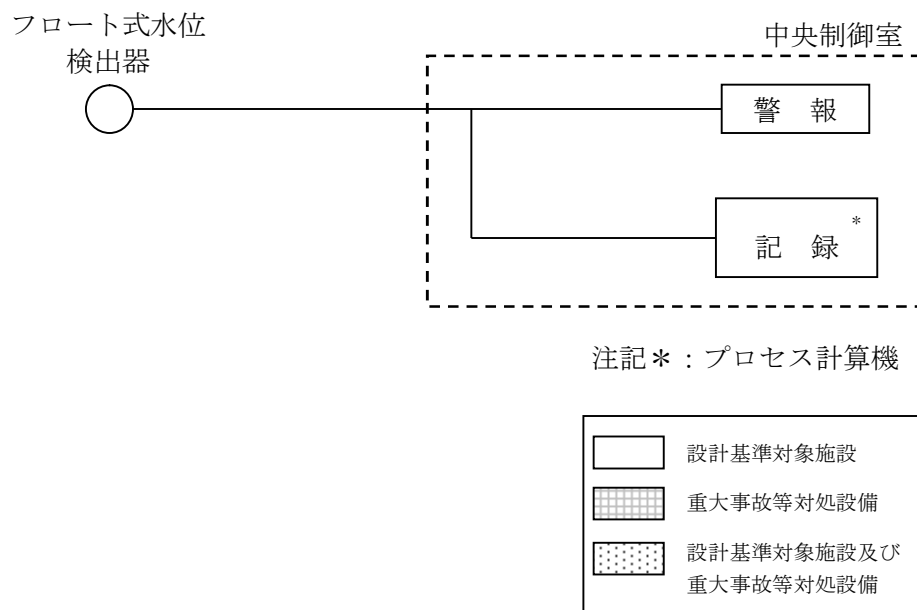 フロート式水位
検出器
中央制御室
警 報
記 録*
注記＊：プロセス計算機
設計基準対象施設
重大事故等対処設備
設計基準対象施設及び
重大事故等対処設備